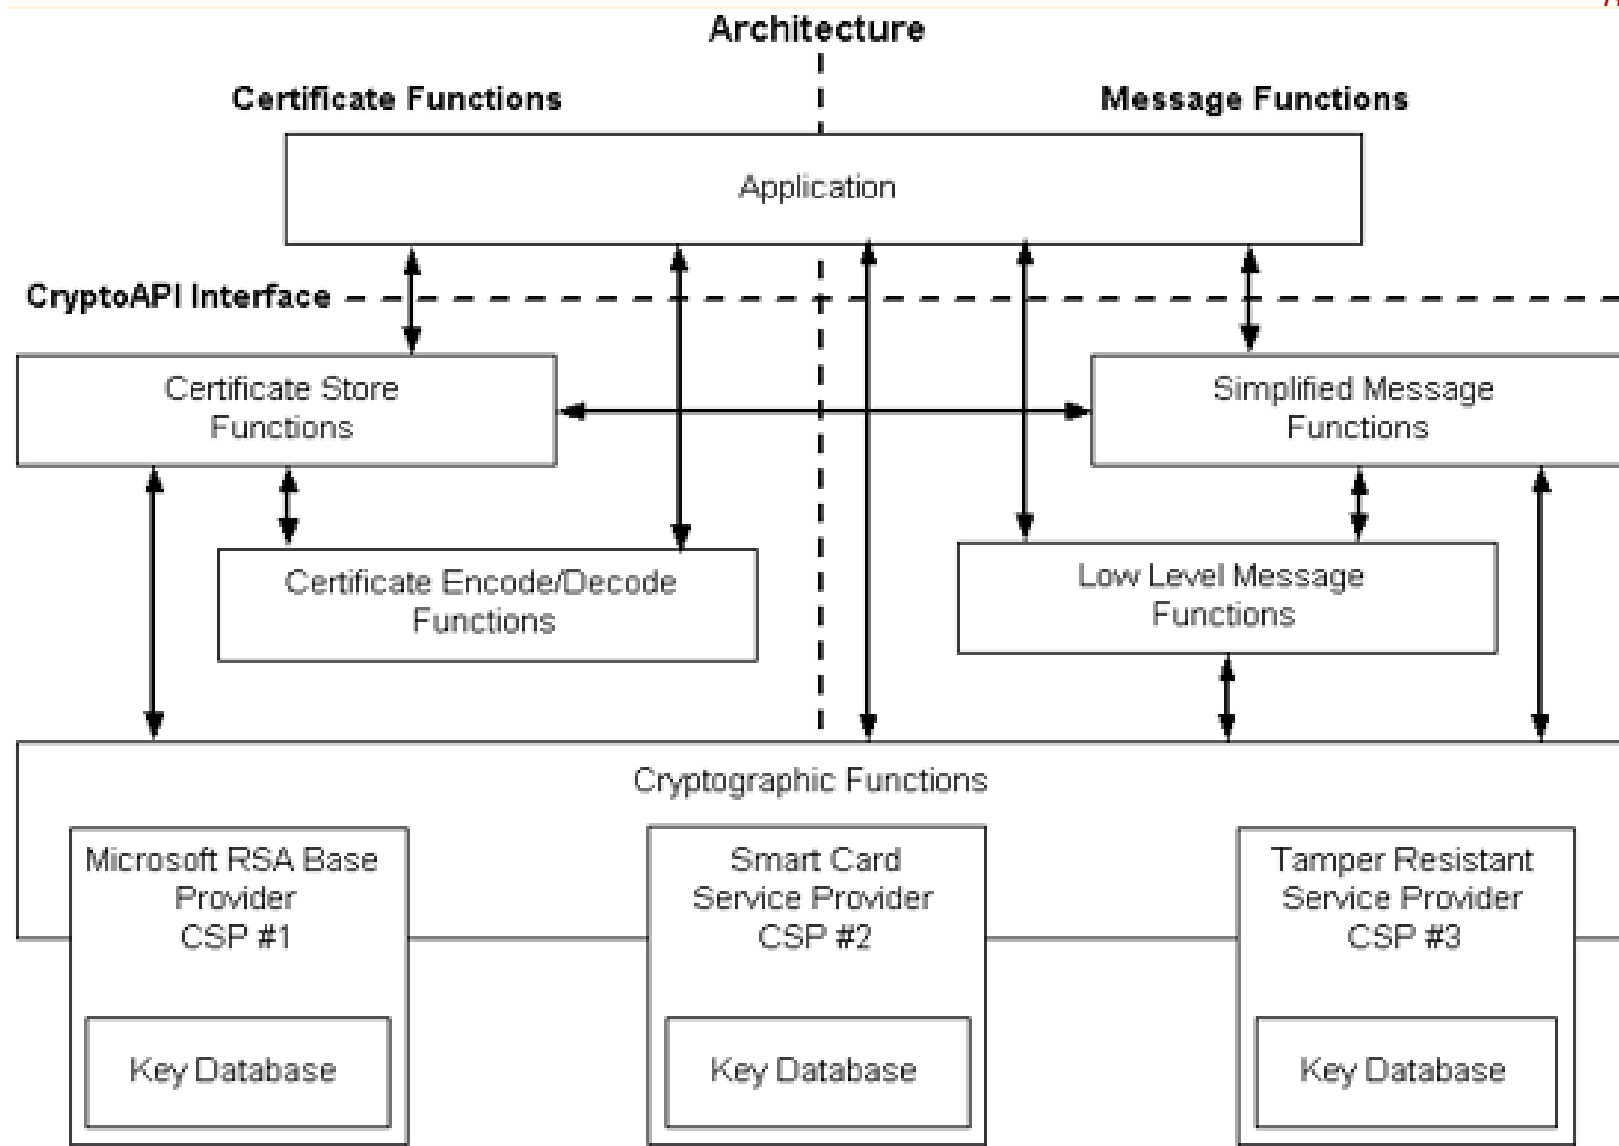 Architecture
Certificate Functions
Message Functions
Application
CryptoAPI Interface
Certificate Store
Functions
Simplified Message
Functions
Certificate Encode/Decode
Functions
Low Level Message
Functions
Cryptographic Functions
Microsoft RSA Base
Provider
CSP #1
Smart Card
Service Provider
CSP #2
Tamper Resistant
Service Provider
CSP #3
Key Database
Key Database
Key Database